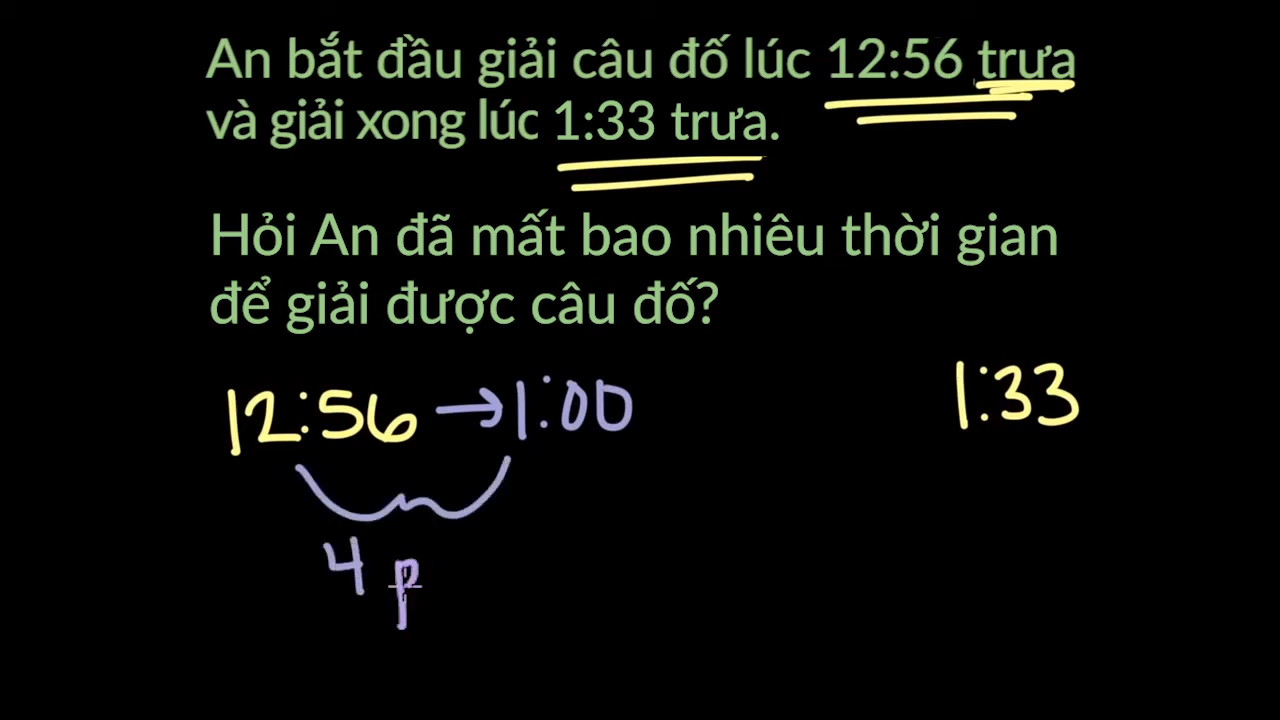 An bắt đầu giải câu đố lúc 12:56 trưa
và giải xong lúc 1:33 trưa.
Hỏi An đã mất bao nhiêu thời gian
để giải được câu đố?
12:56 → 1:00 1:33
4 p